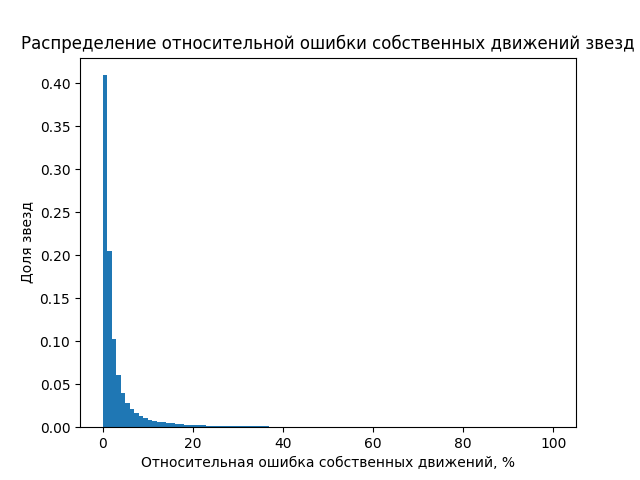 Распределение относительной ошибки собственных движений звезд
0.40
0.35
0.30
0.25
0.20
0.15
0.10
0.05
0.00
Доля звезд
0 20 40 60 80 100
Относительная ошибка собственных движений, %